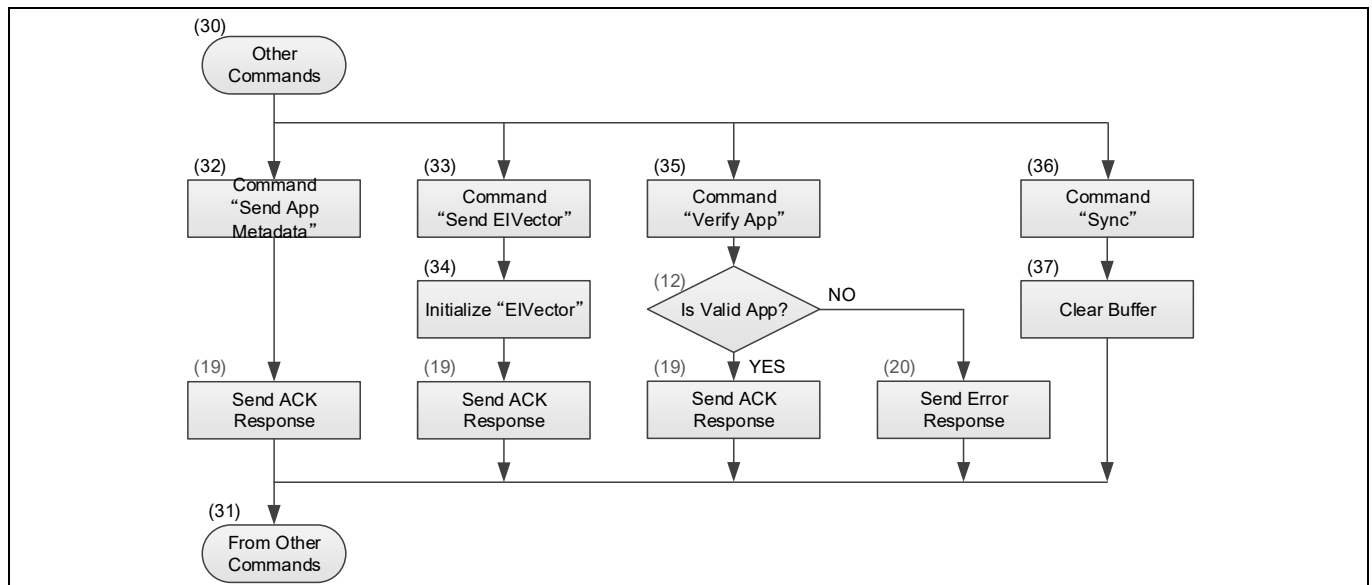 (30)
Other
Commands
(32)
Command
“Send App
Metadata”
(33)
Command
“Send EIVector”
(35)
Command
“Verify App”
(36)
Command
“Sync”
(34)
Initialize “EIVector”
(12)
Is Valid App?
NO
(37)
Clear Buffer
(19)
Send ACK
Response
(19)
Send ACK
Response
(19)
YES
Send ACK
Response
(20)
Send Error
Response
(31)
From Other
Commands